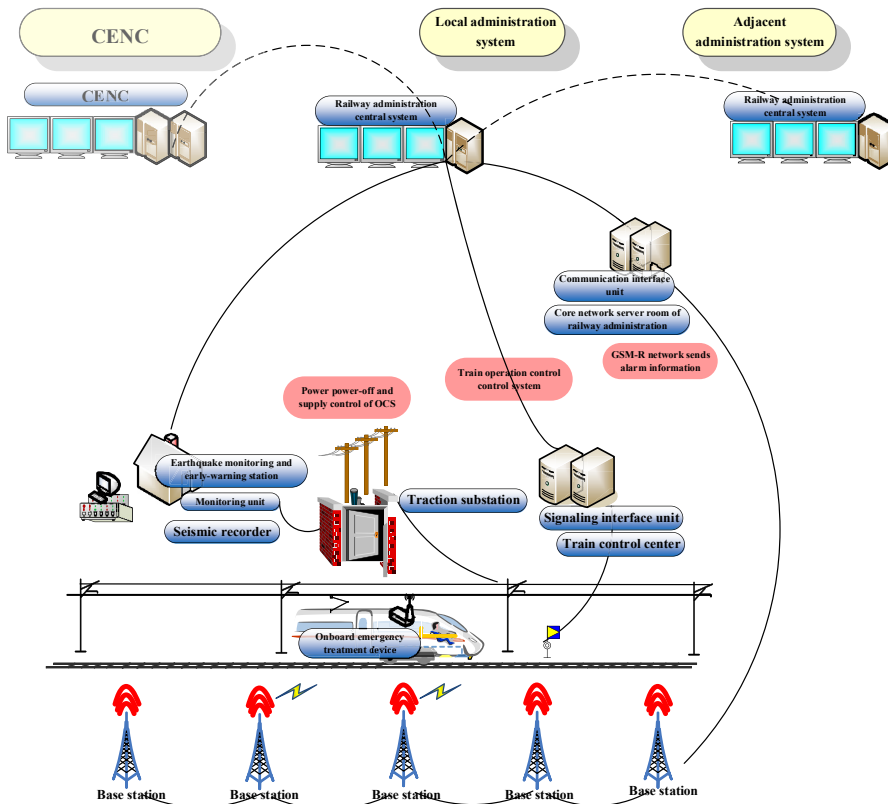 CENC
Local administration
system
Adjacent
administration system
CENC
Railway administration
central system
Railway administration
central system
Communication interface
unit
Core network server room of
railway administration
GSM-R network sends
alarm information
Train operation control
control system
Power power-off and
supply control of OCS
Earthquake monitoring and
early-warning station
Monitoring unit
Seismic recorder
Traction substation
Signaling interface unit
Train control center
Onboard emergency
treatment device
Base station
Base station
Base station
Base station
Base station